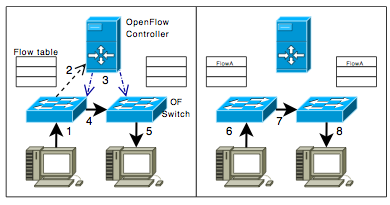 OpenFlow
Controller
Flow table
2
3
OF
Switch
1
4
5
FlowA
FlowA
6
7
8